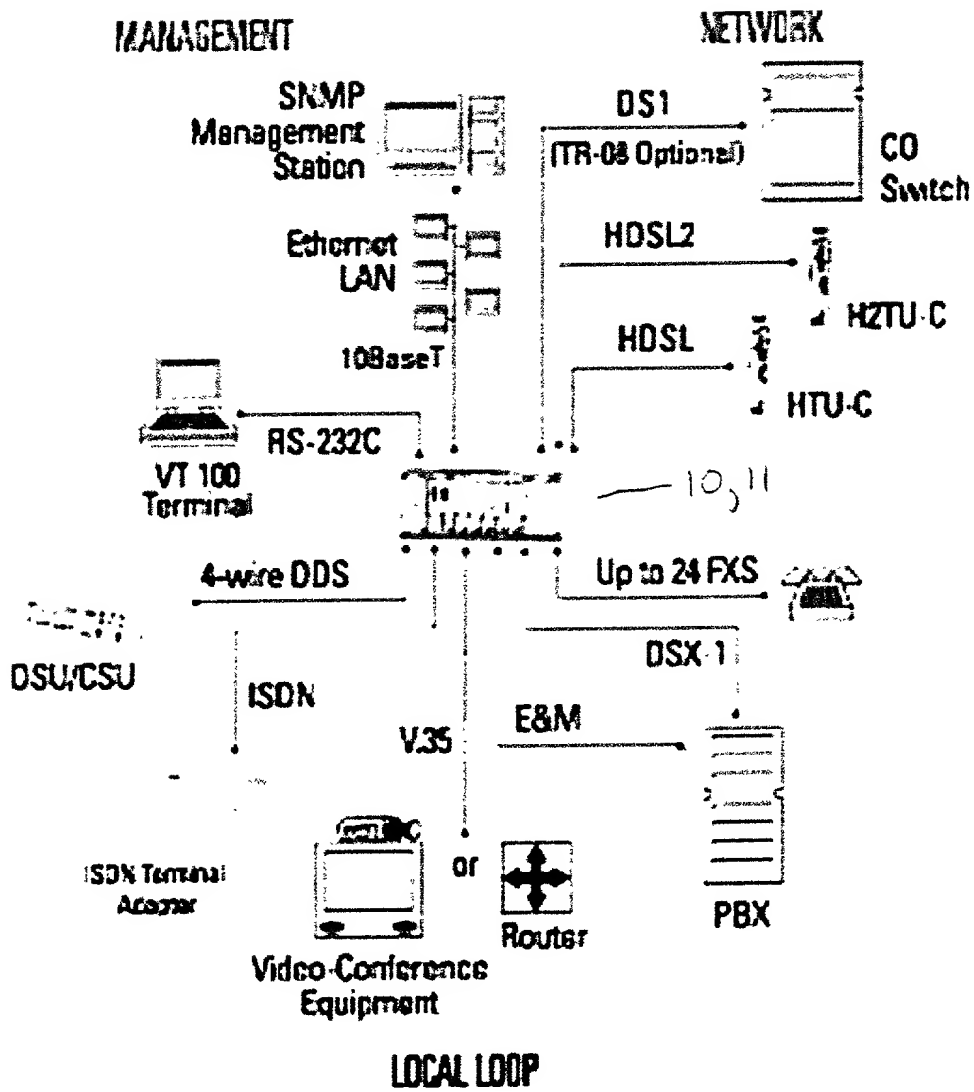 MANAGEMENT
NETWORK
SNMP
Management
Station
DS1
(TR-08 Optional)
CO
Switch
Ethernet
LAN
HDSL2
H2TU-C
10BaseT
HDSL
HTU-C
RS-232C
VT 100
Terminal
10, 11
4-wire DDS
Up to 24 FXS
DSU/CSU
DSX-1
ISDN
E&M
V.35
ISDN Terminal
Adapter
or
Router
PBX
Video-Conference
Equipment
LOCAL LOOP